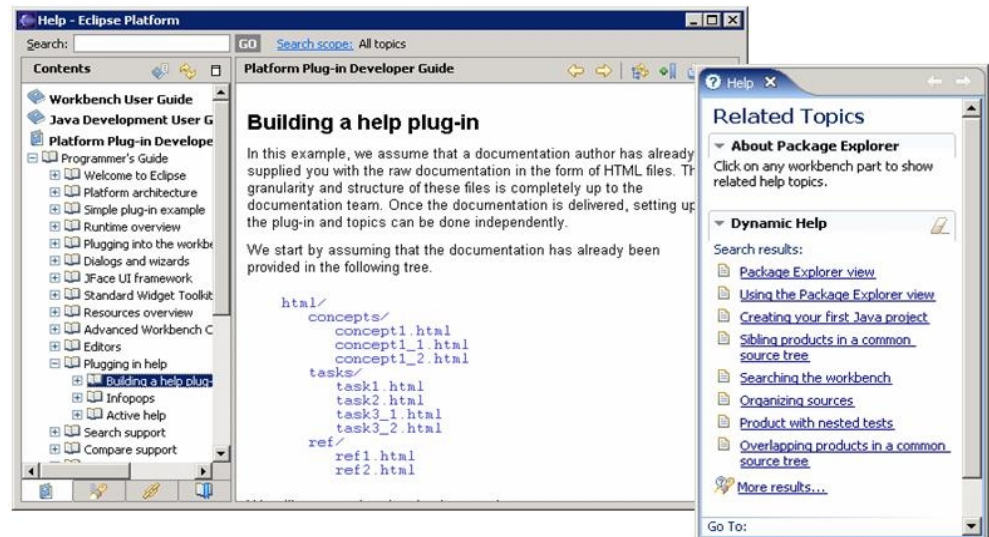 Help - Eclipse Platform
Search:
GO
Search scope: All topics
Contents
Workbench User Guide
Java Development User G
Platform Plug-in Develope
Programmer's Guide
Welcome to Eclipse
Platform architecture
Simple plug-in example
Runtime overview
Plugging into the workbe
Dialogs and wizards
JFace UI framework
Standard Widget Toolkit
Resources overview
Advanced Workbench C
Editors
Plugging in help
Building a help plug-
Infopops
Active help
Search support
Compare support
Platform Plug-in Developer Guide
Building a help plug-in
In this example, we assume that a documentation author has already
supplied you with the raw documentation in the form of HTML files. Th
granularity and structure of these files is completely up to the
documentation team. Once the documentation is delivered, setting up
the plug-in and topics can be done independently.
We start by assuming that the documentation has already been
provided in the following tree.
html/
concepts/
concept1.html
concept1_1.html
concept1_2.html
tasks/
task1.html
task2.html
task3_1.html
task3_2.html
ref/
ref1.html
ref2.html
Help
Related Topics
About Package Explorer
Click on any workbench part to show
related help topics.
Dynamic Help
Search results:
Package Explorer view
Using the Package Explorer view
Creating your first Java project
Sibling products in a common
source tree
Searching the workbench
Organizing sources
Product with nested tests
Overlapping products in a common
source tree
More results...
Go To: